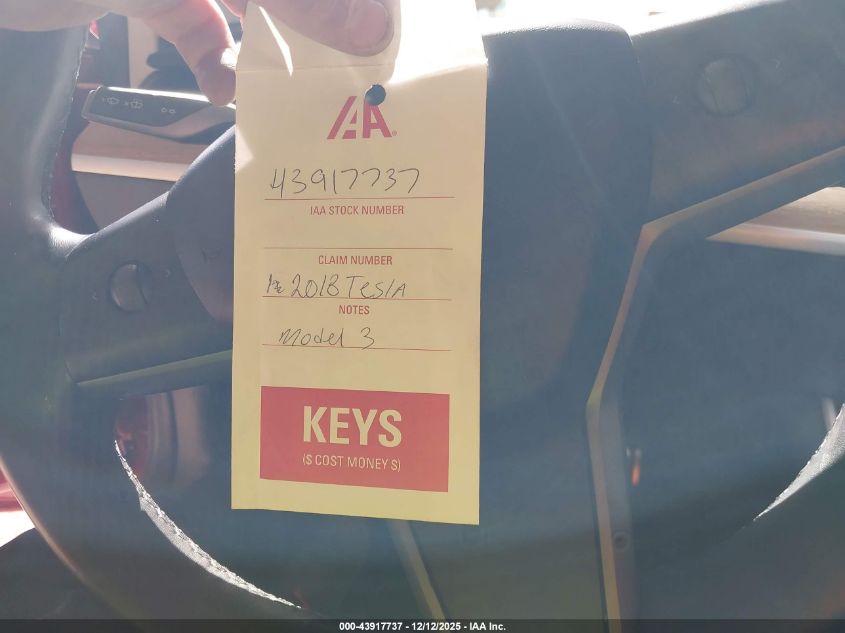 IAA®
43917737
IAA STOCK NUMBER
CLAIM NUMBER
2018 Tesla
NOTES
Model 3
KEYS
($ COST MONEY $)
000-43917737 - 12/12/2025 - IAA Inc.